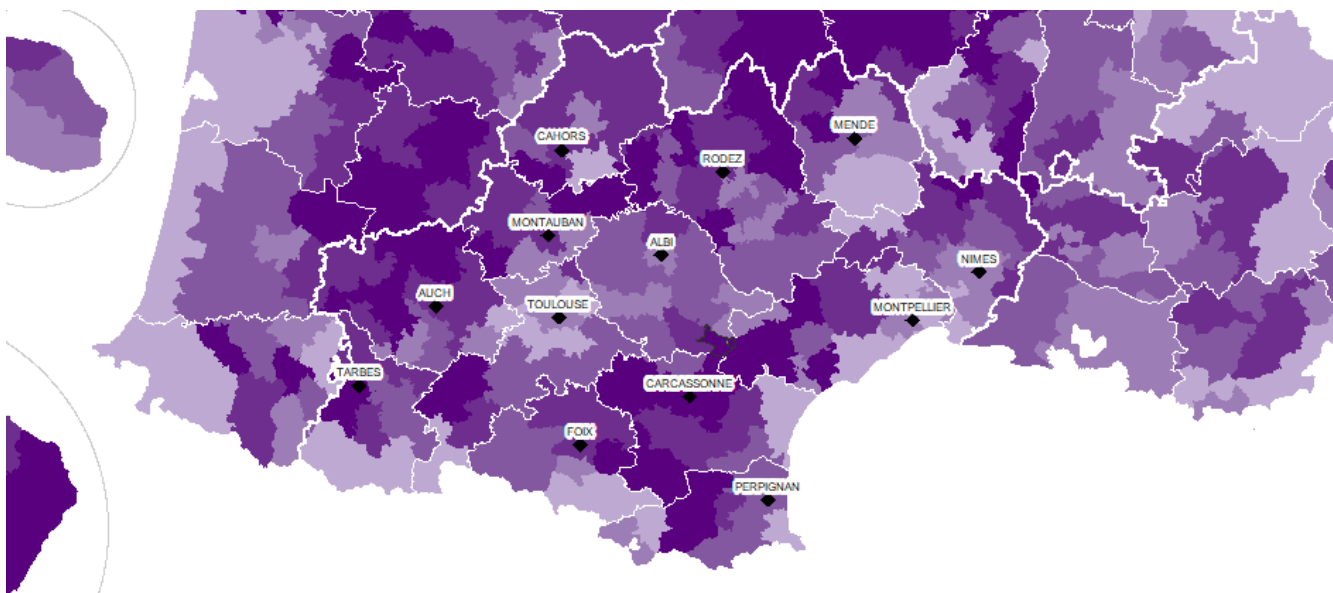 MENDE
CAHORS
RODEZ
MONTAUBAN
ALBI
NIMES
AUCH
TOULOUSE
MONTPELLIER
TARBES
CARCASSONNE
FOIX
PERPIGNAN